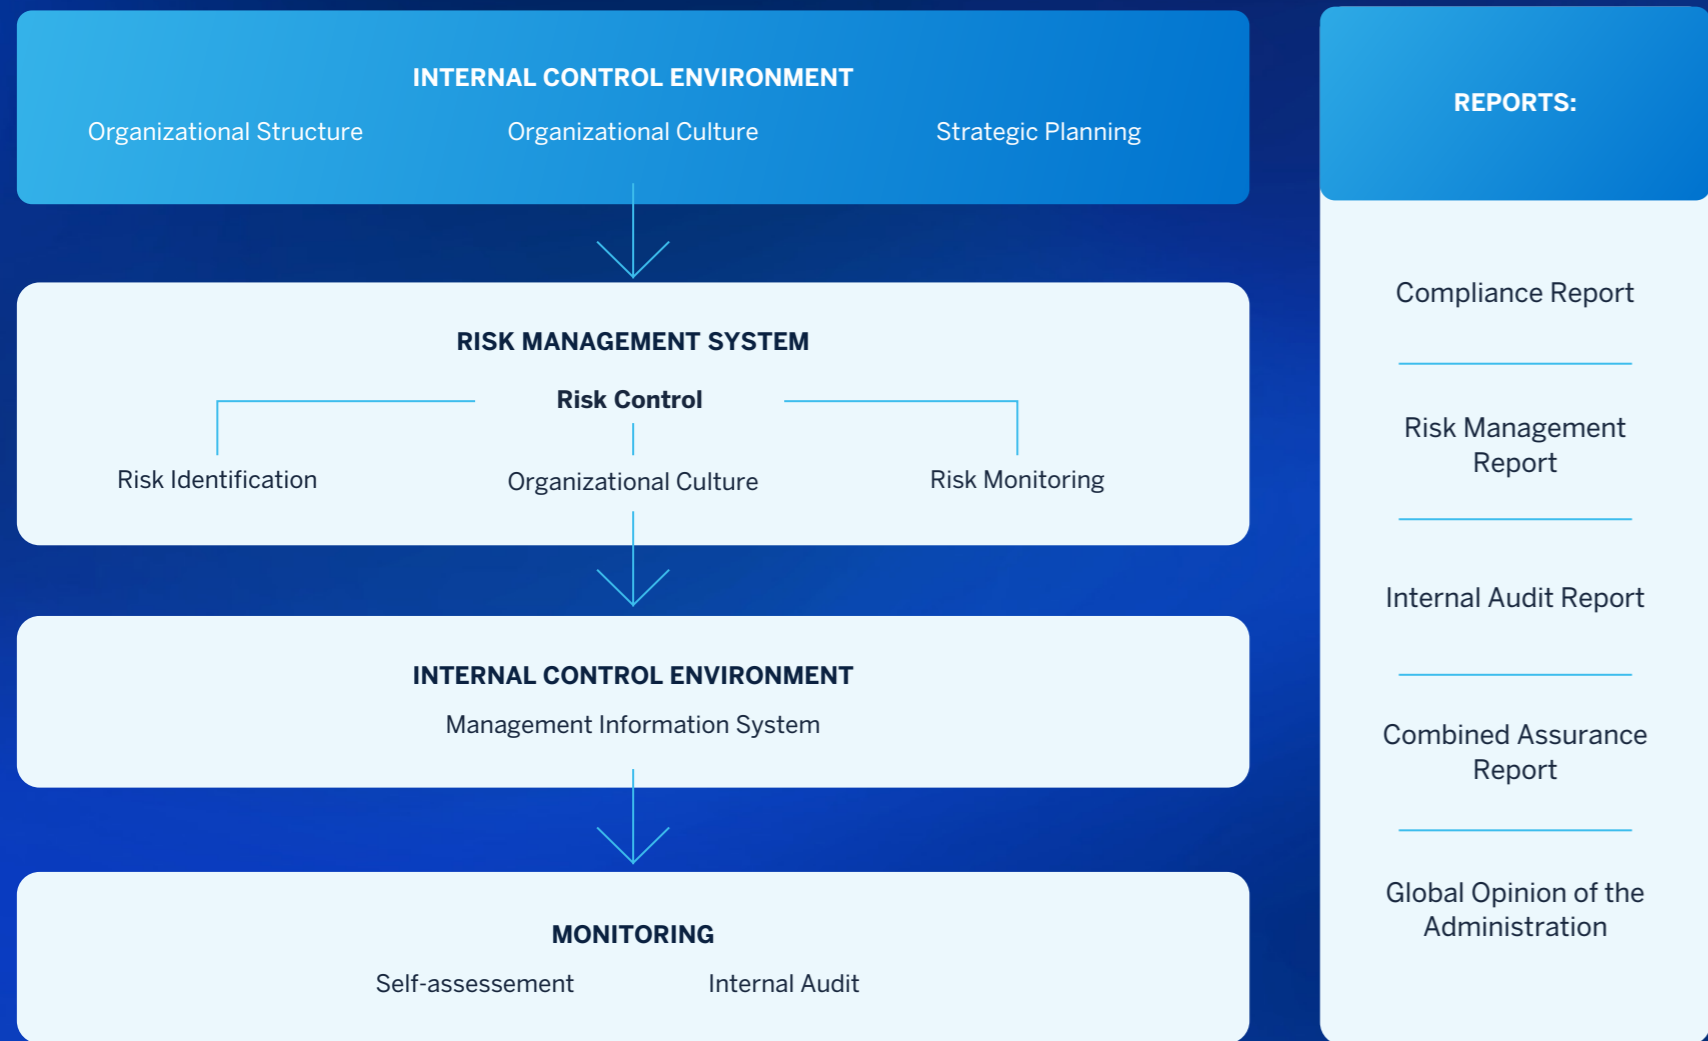 INTERNAL CONTROL ENVIRONMENT
Organizational Structure
Organizational Culture
Strategic Planning
RISK MANAGEMENT SYSTEM
Risk Control
Risk Identification
Organizational Culture
Risk Monitoring
INTERNAL CONTROL ENVIRONMENT
Management Information System
MONITORING
Self-assessement
Internal Audit
REPORTS:
Compliance Report
Risk Management
Report
Internal Audit Report
Combined Assurance
Report
Global Opinion of the
Administration